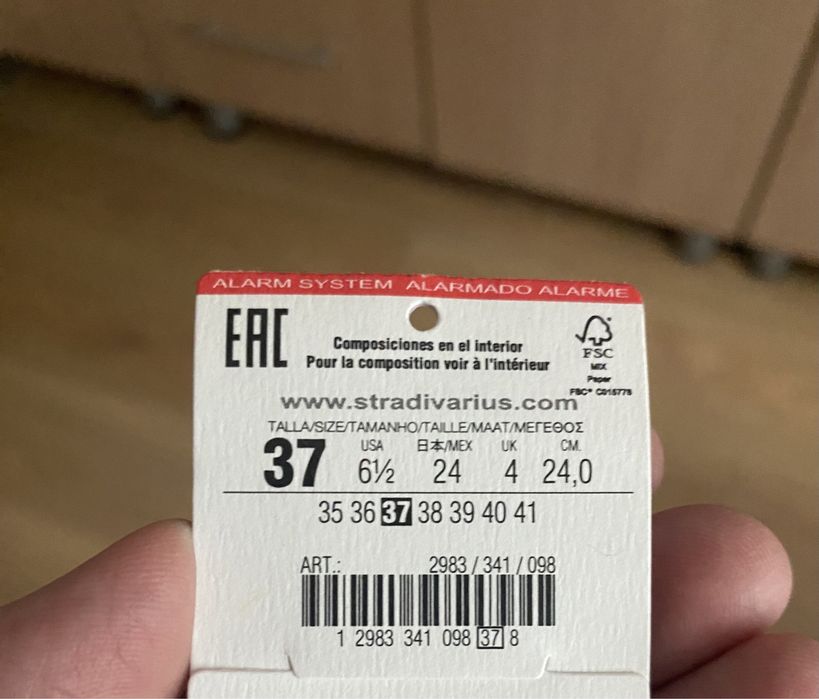 ALARM SYSTEM ALARMADO ALARME
EAC
Composiciones en el interior
Pour la composition voir à l'intérieur
FSC
MIX
Paper
FSC® C015775
www.stradivarius.com
TALLA/SIZE/TAMANHO/TAILLE/MAAT/ΜΕΓΕΘΟΣ
USA 日本/MEX UK CM.
37 6½ 24 4 24,0
35 36 37 38 39 40 41
ART.: 2983 / 341 / 098
1 2983 341 098 37 8